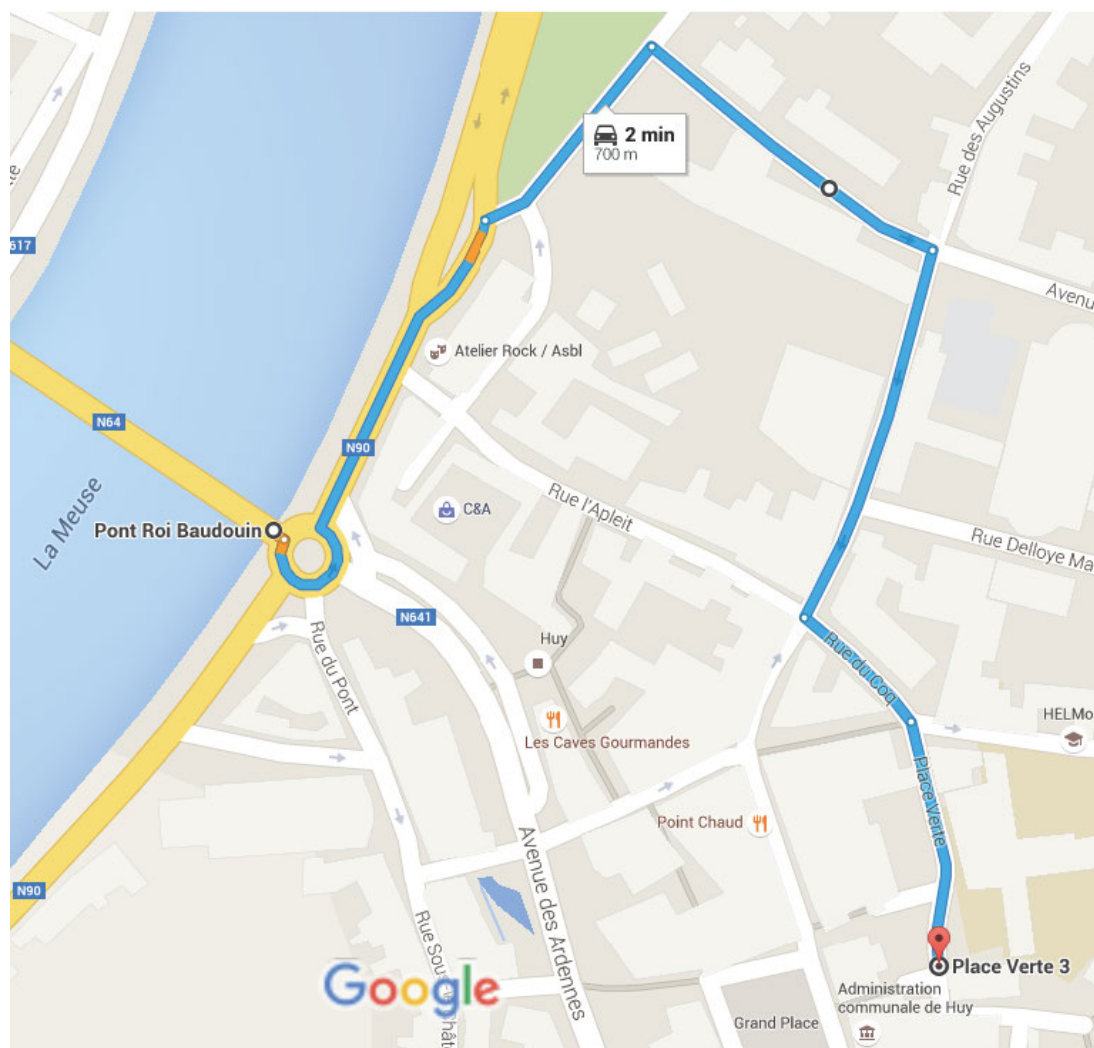 2 min
700 m
Rue des Augustins
617
Avenu
Atelier Rock / Asbl
N64
N90
La Meuse
Pont Roi Baudouin
C&A
Rue l'Apleit
Rue Delloye Ma
N641
Huy
Rue du Pont
Rue du Coq
HELMo
Les Caves Gourmandes
Place Verte
Point Chaud
N90
Avenue des Ardennes
Rue Sous
Place Verte 3
Google
Administration
communale de Huy
Grand Place